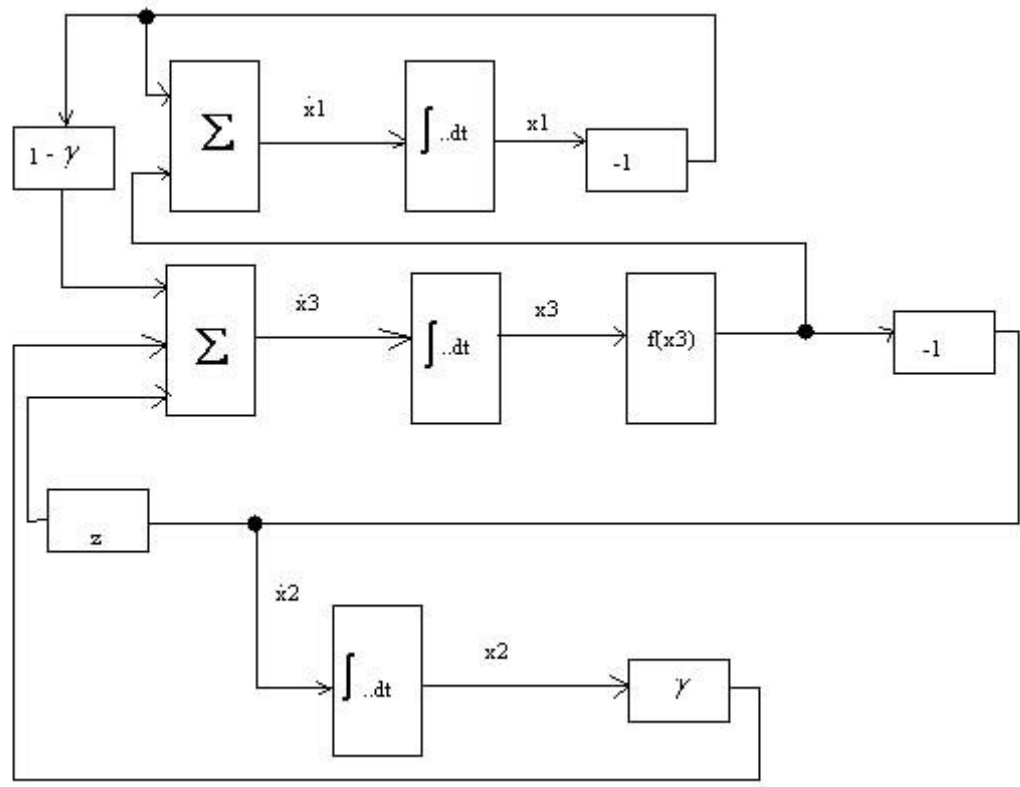 Σ
ẋ1
∫ ..dt
x1
-1
1 - γ
Σ
ẋ3
∫ ..dt
x3
f(x3)
-1
z
ẋ2
∫ ..dt
x2
γ